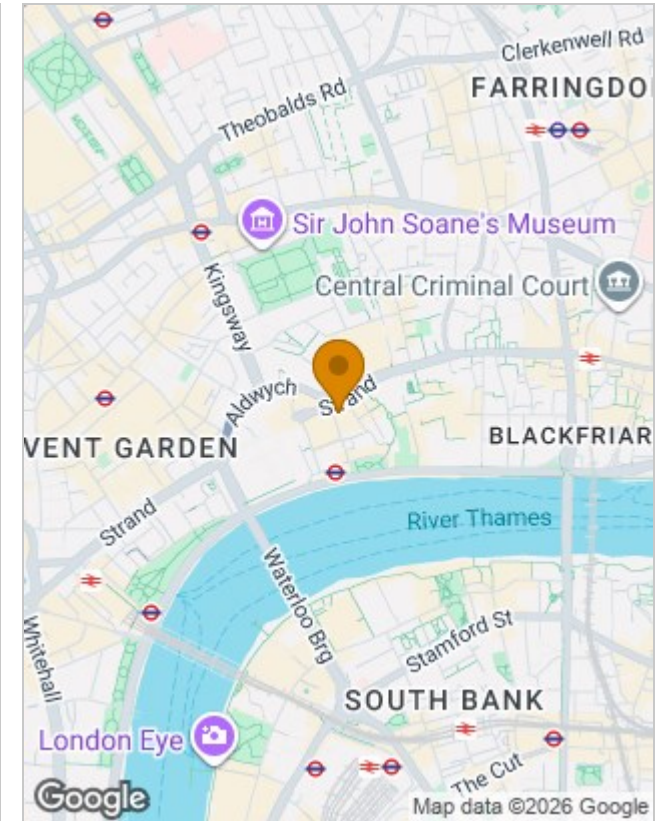 Clerkenwell Rd
FARRINGDO
Theobalds Rd
Sir John Soane's Museum
Central Criminal Court
Kingsway
Aldwych
Strand
VENT GARDEN
BLACKFRIAR
River Thames
Strand
Waterloo Brg
Stamford St
Whitehall
SOUTH BANK
London Eye
The Cut
Google
Map data ©2026 Google